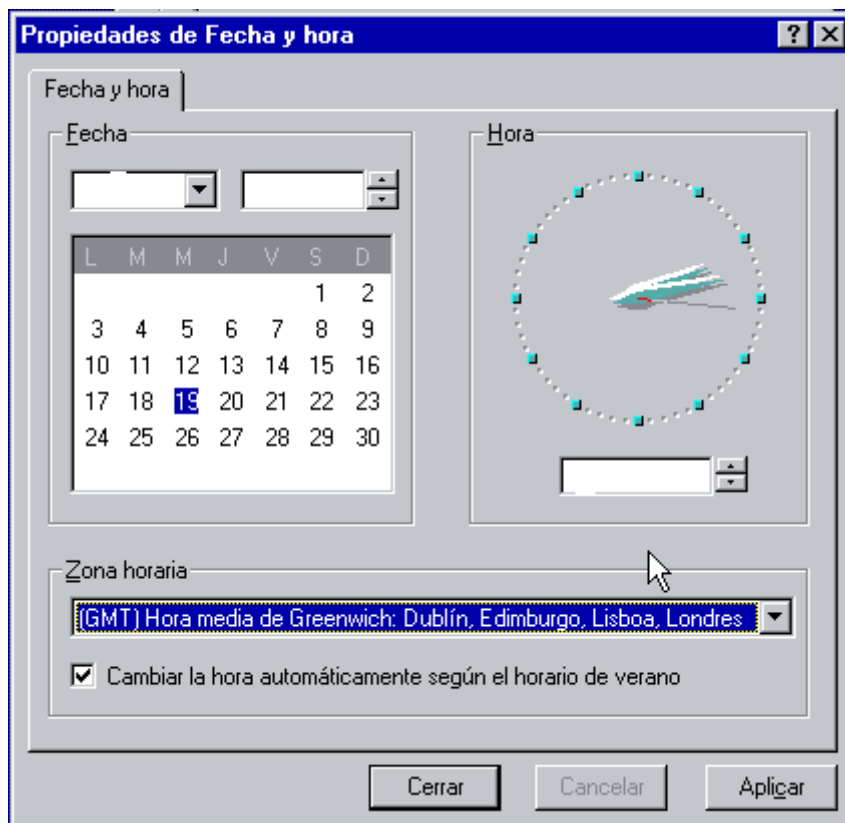 Propiedades de Fecha y hora
Fecha y hora
Fecha
Hora
L M M J V S D
1 2
3 4 5 6 7 8 9
10 11 12 13 14 15 16
17 18 19 20 21 22 23
24 25 26 27 28 29 30
Zona horaria
(GMT) Hora media de Greenwich: Dublín, Edimburgo, Lisboa, Londres
Cambiar la hora automáticamente según el horario de verano
Cerrar Cancelar Aplicar